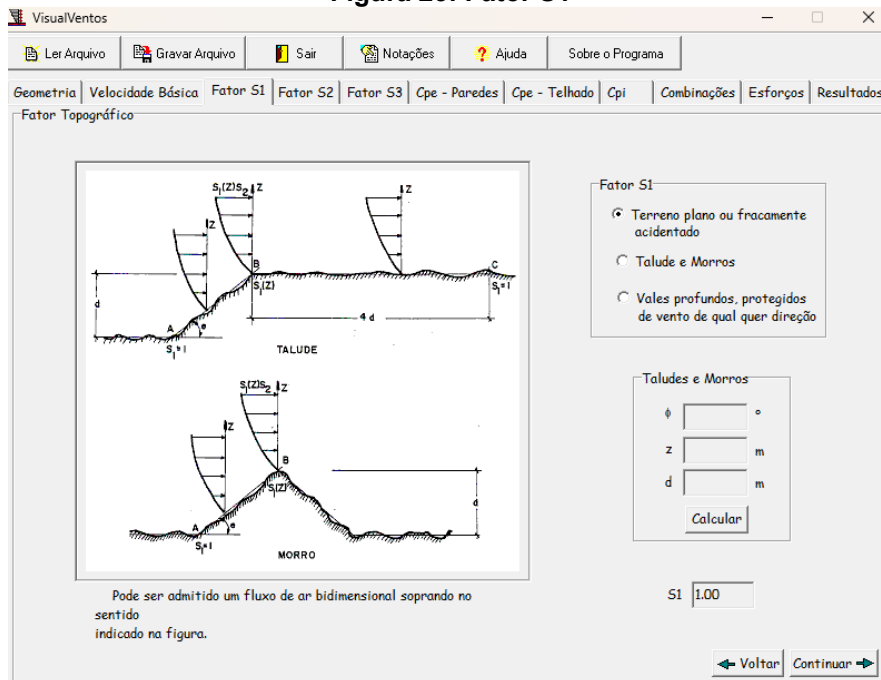 VisualVentos
Ler Arquivo Gravar Arquivo Sair Notações Ajuda Sobre o Programa
Geometria Velocidade Básica Fator S1 Fator S2 Fator S3 Cpe - Paredes Cpe - Telhado Cpi Combinações Esforços Resultados
Fator Topográfico
S₁(Z)S₂ Z
Z
Z
B
C
S₁(Z)
S₁=1
d
4 d
A
θ
S₁=1
TALUDE
S₁(Z)S₂ Z
Z
B
S₁(Z)
d
A
θ
S₁=1
MORRO
Pode ser admitido um fluxo de ar bidimensional soprando no
sentido
indicado na figura.
Fator S1
Terreno plano ou fracamente
acidentado
Talude e Morros
Vales profundos, protegidos
de vento de qual quer direção
Taludes e Morros
ϕ °
z m
d m
Calcular
S1 1.00
Voltar Continuar